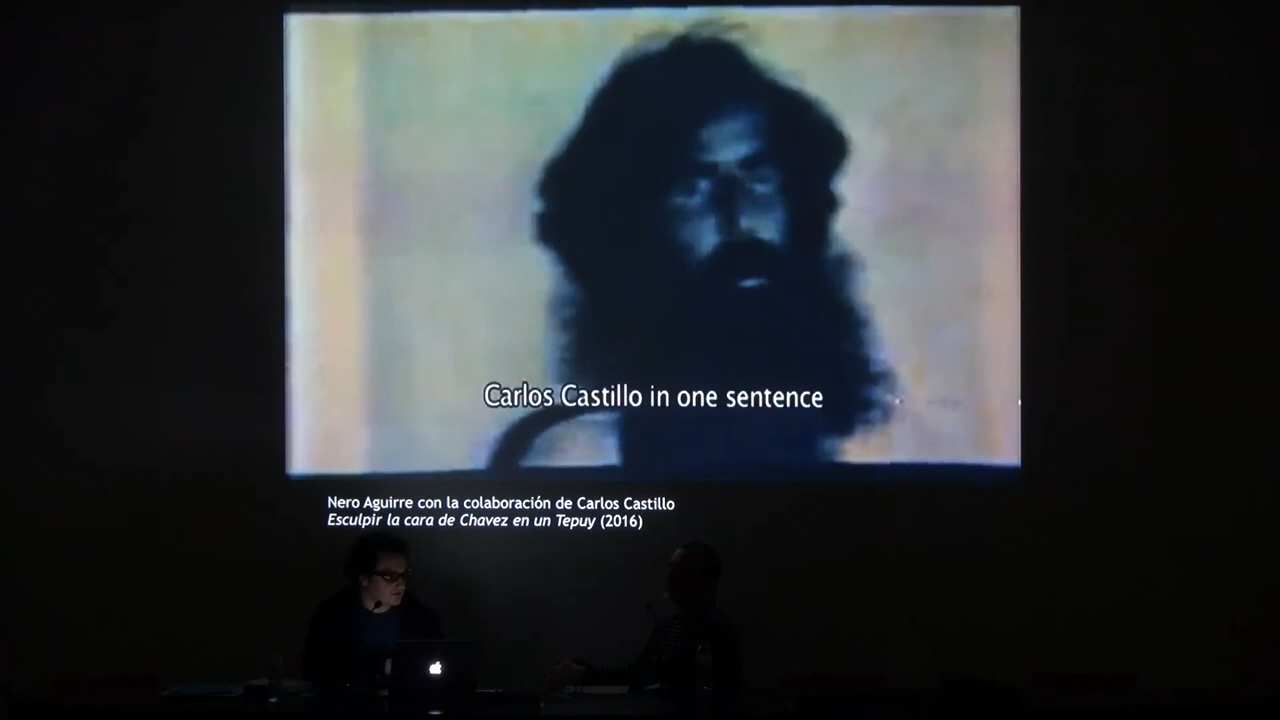 Carlos Castillo in one sentence
Nero Aguirre con la colaboración de Carlos Castillo
Esculpir la cara de Chavez en un Tepuy (2016)